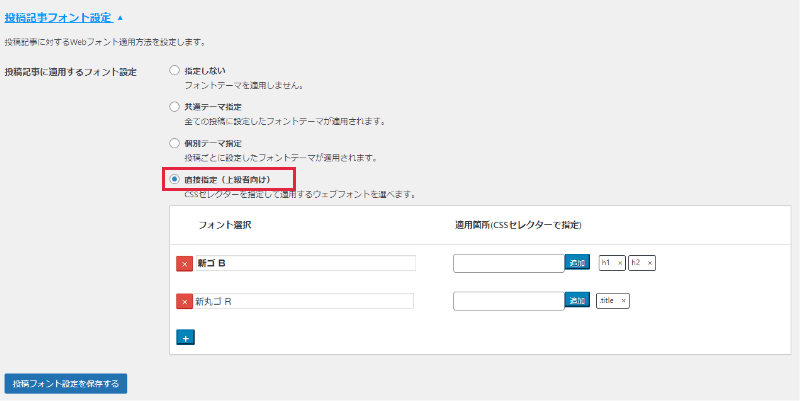 投稿記事フォント設定 ▲
投稿記事に対するWebフォント適用方法を設定します。
投稿記事に適用するフォント設定
指定しない
フォントテーマを適用しません。
共通テーマ指定
全ての投稿に設定したフォントテーマが適用されます。
個別テーマ指定
投稿ごとに設定したフォントテーマが適用されます。
直接指定（上級者向け）
CSSセレクターを指定して適用するウェブフォントを選べます。
フォント選択 適用箇所(CSSセレクターで指定)
× 新ゴ B 追加 h1 × h2 ×
× 新丸ゴ R 追加 .title ×
+
投稿フォント設定を保存する